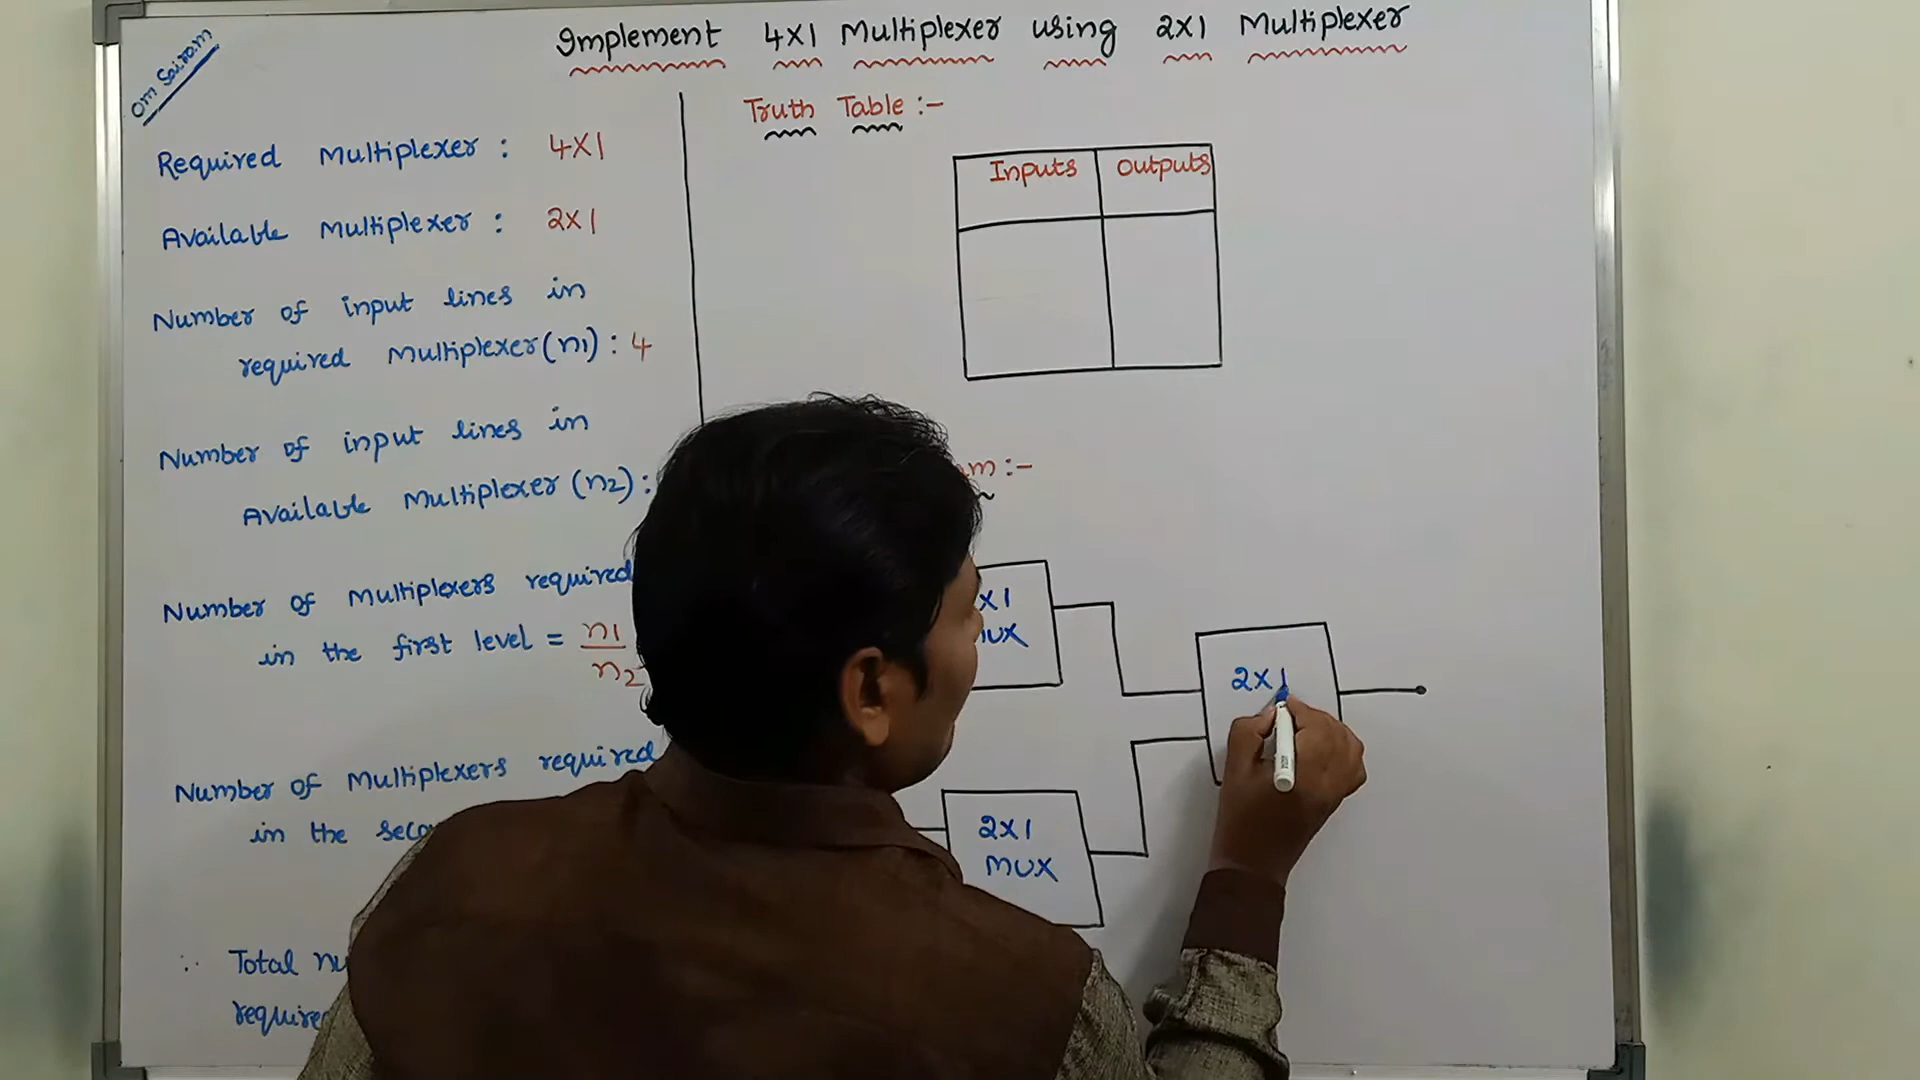 Om Sairam
Implement 4X1 Multiplexer using 2X1 Multiplexer
Required Multiplexer : 4X1
Available Multiplexer : 2X1
Number of input lines in
required Multiplexer (n1) : 4
Number of input lines in
Available Multiplexer (n2) :
Number of Multiplexers required
in the first level = n1
n2
Number of Multiplexers required
in the
Total
Truth Table :-
Inputs Outputs
:-
X1
2X1
MUX
2X1